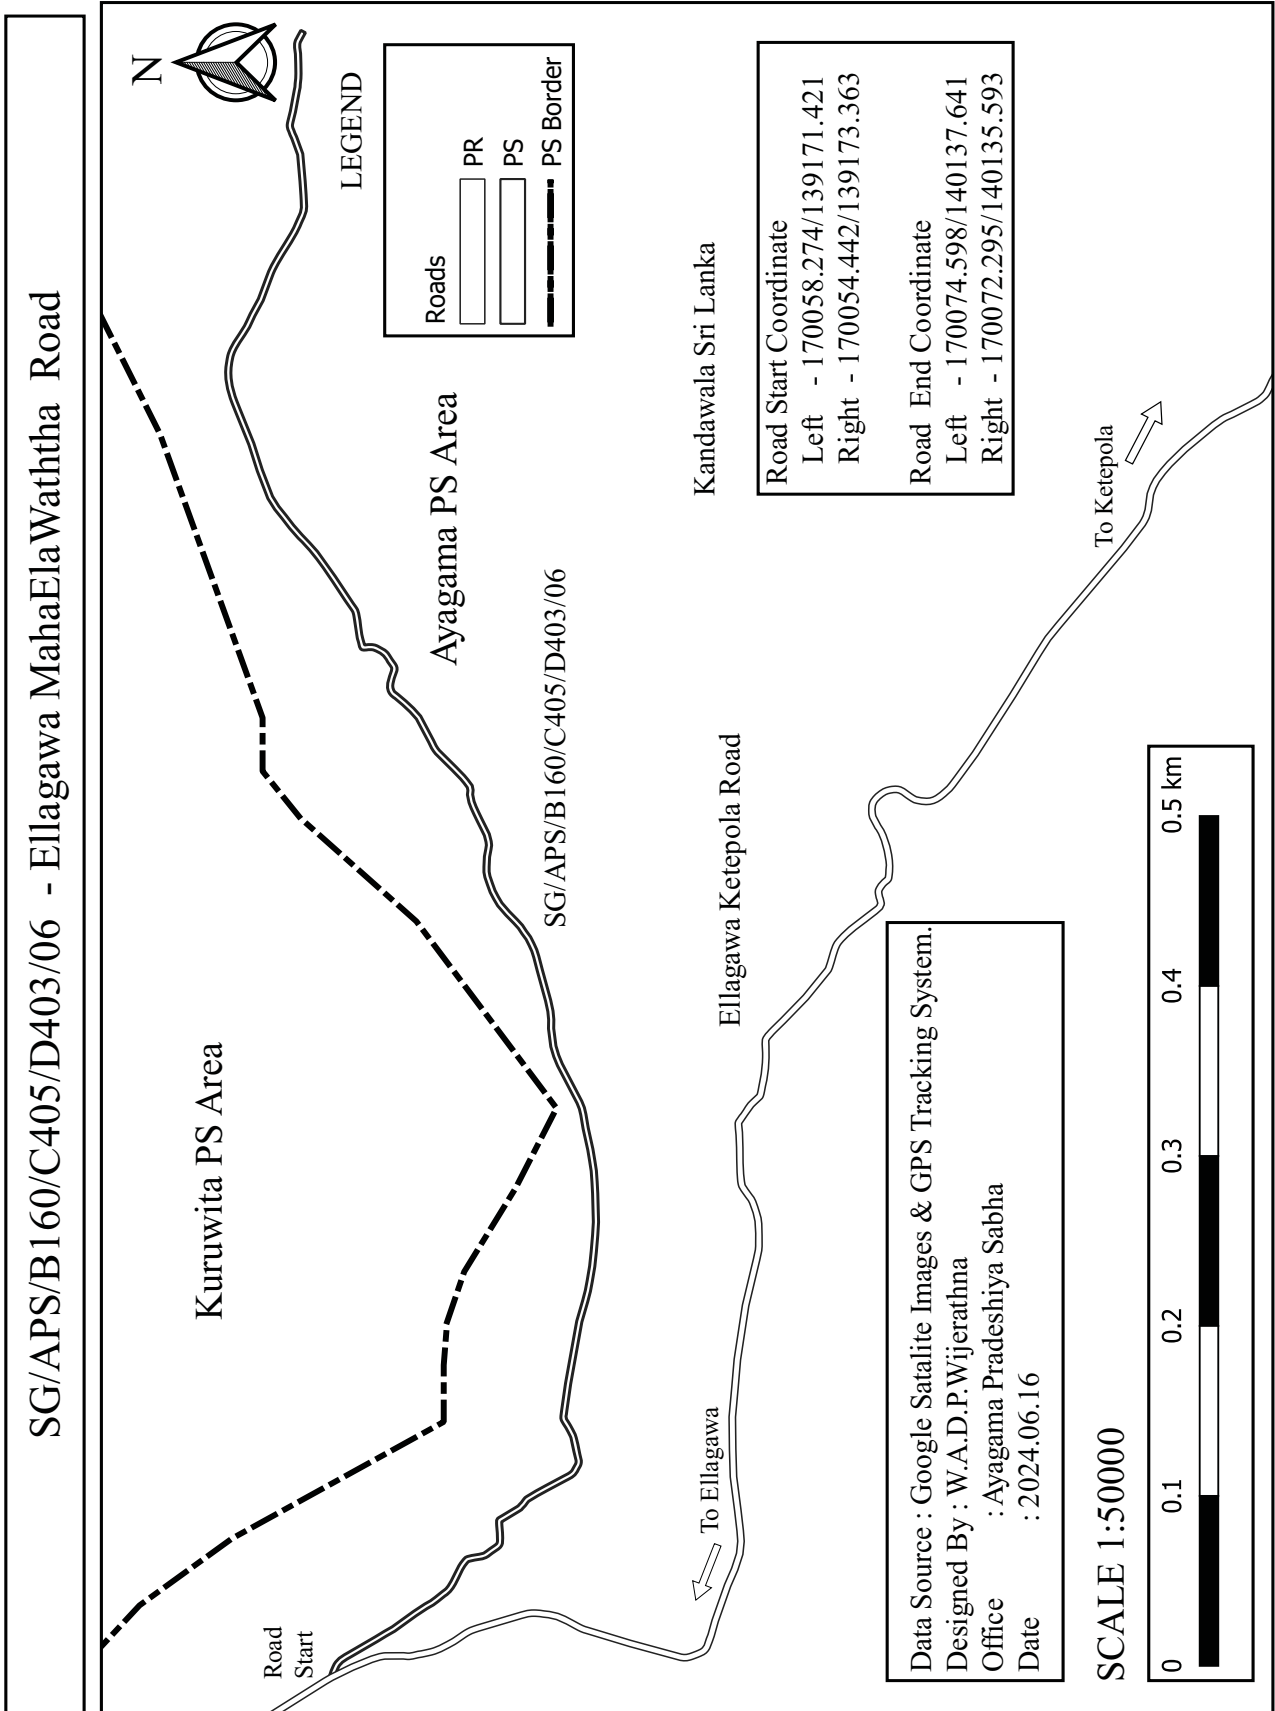 SG/APS/B160/C405/D403/06 - Ellagawa MahaElaWaththa Road
N
LEGEND
Roads
PR
PS
PS Border
Kuruwita PS Area
Ayagama PS Area
SG/APS/B160/C405/D403/06
Road
Start
Kandawala Sri Lanka
Road Start Coordinate
Left - 170058.274/139171.421
Right - 170054.442/139173.363
Road End Coordinate
Left - 170074.598/140137.641
Right - 170072.295/140135.593
Ellagawa Ketepola Road
To Ellagawa
To Ketepola
Data Source : Google Satalite Images & GPS Tracking System.
Designed By : W.A.D.P.Wijerathna
Office : Ayagama Pradeshiya Sabha
Date : 2024.06.16
SCALE 1:50000
0 0.1 0.2 0.3 0.4 0.5 km